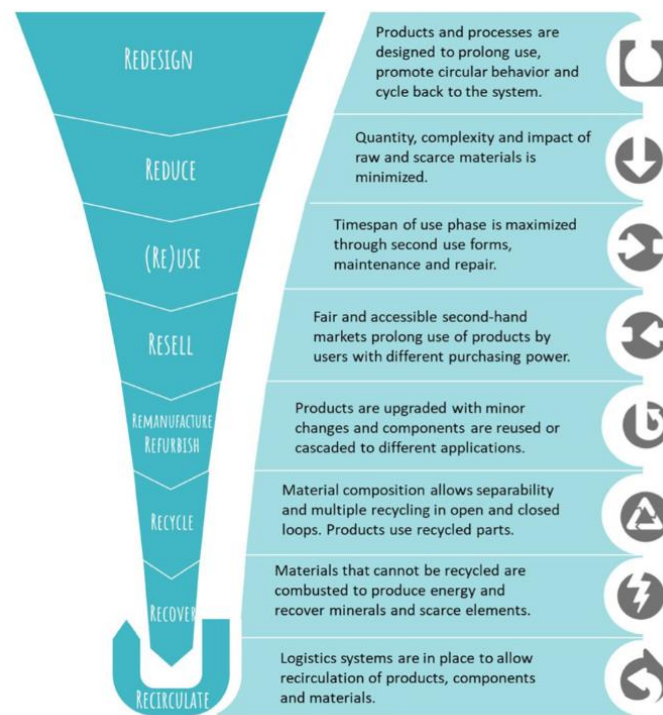 REDESIGN
Products and processes are
designed to prolong use,
promote circular behavior and
cycle back to the system.
REDUCE
Quantity, complexity and impact of
raw and scarce materials is
minimized.
(RE)USE
Timespan of use phase is maximized
through second use forms,
maintenance and repair.
RESELL
Fair and accessible second-hand
markets prolong use of products by
users with different purchasing power.
REMANUFACTURE
REFURBISH
Products are upgraded with minor
changes and components are reused or
cascaded to different applications.
RECYCLE
Material composition allows separability
and multiple recycling in open and closed
loops. Products use recycled parts.
RECOVER
Materials that cannot be recycled are
combusted to produce energy and
recover minerals and scarce elements.
RECIRCULATE
Logistics systems are in place to allow
recirculation of products, components
and materials.